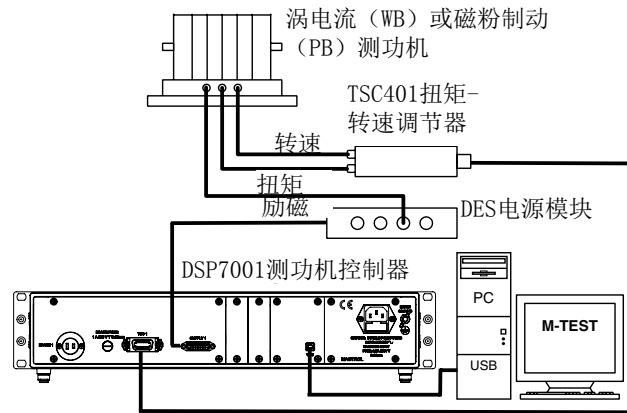 涡电流（WB）或磁粉制动
（PB）测功机
TSC401扭矩-
转速调节器
转速
扭矩
励磁
DES电源模块
DSP7001测功机控制器
PC
M-TEST
USB